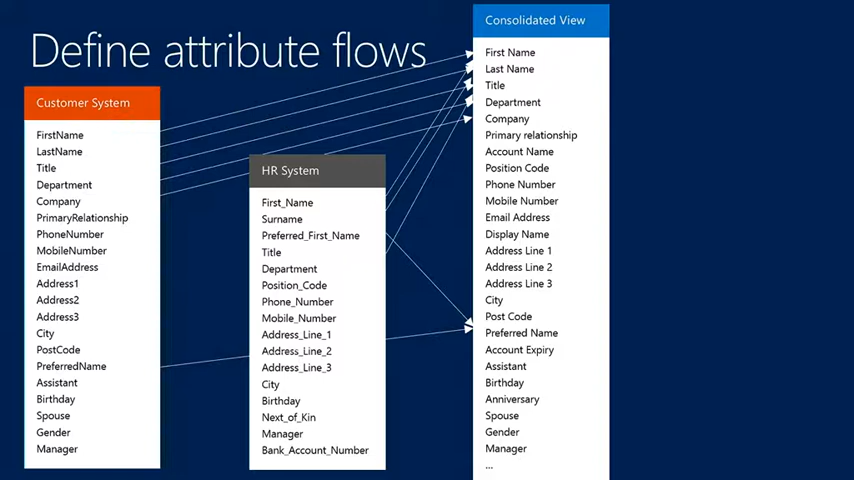 Define attribute flows
Customer System
FirstName
LastName
Title
Department
Company
PrimaryRelationship
PhoneNumber
MobileNumber
EmailAddress
Address1
Address2
Address3
City
PostCode
PreferredName
Assistant
Birthday
Spouse
Gender
Manager
HR System
First_Name
Surname
Preferred_First_Name
Title
Department
Position_Code
Phone_Number
Mobile_Number
Address_Line_1
Address_Line_2
Address_Line_3
City
Birthday
Next_of_Kin
Manager
Bank_Account_Number
Consolidated View
First Name
Last Name
Title
Department
Company
Primary relationship
Account Name
Position Code
Phone Number
Mobile Number
Email Address
Display Name
Address Line 1
Address Line 2
Address Line 3
City
Post Code
Preferred Name
Account Expiry
Assistant
Birthday
Anniversary
Spouse
Gender
Manager
...